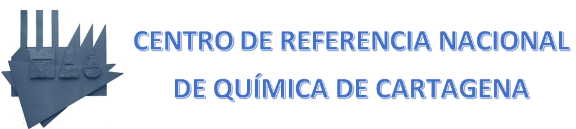 CENTRO DE REFERENCIA NACIONAL
DE QUÍMICA DE CARTAGENA